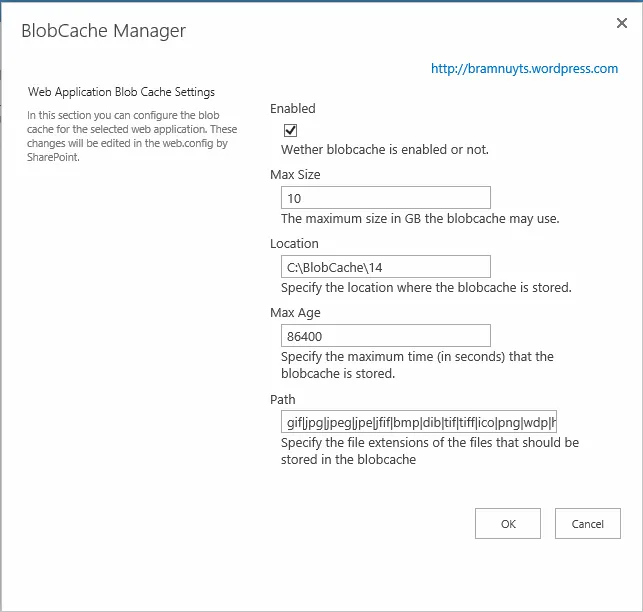 BlobCache Manager
http://bramnuyts.wordpress.com
Web Application Blob Cache Settings
In this section you can configure the blob
cache for the selected web application. These
changes will be edited in the web.config by
SharePoint.
Enabled
Wether blobcache is enabled or not.
Max Size
10
The maximum size in GB the blobcache may use.
Location
C:\BlobCache\14
Specify the location where the blobcache is stored.
Max Age
86400
Specify the maximum time (in seconds) that the
blobcache is stored.
Path
gif|jpg|jpeg|jpe|jfif|bmp|dib|tif|tiff|ico|png|wdp|h
Specify the file extensions of the files that should be
stored in the blobcache
OK
Cancel